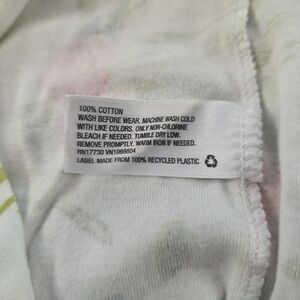 100% COTTON
WASH BEFORE WEAR. MACHINE WASH COLD
WITH LIKE COLORS. ONLY NON-CHLORINE
BLEACH IF NEEDED. TUMBLE DRY LOW.
REMOVE PROMPTLY. WARM IRON IF NEEDED.
RN17730 VN1069804
LABEL MADE FROM 100% RECYCLED PLASTIC